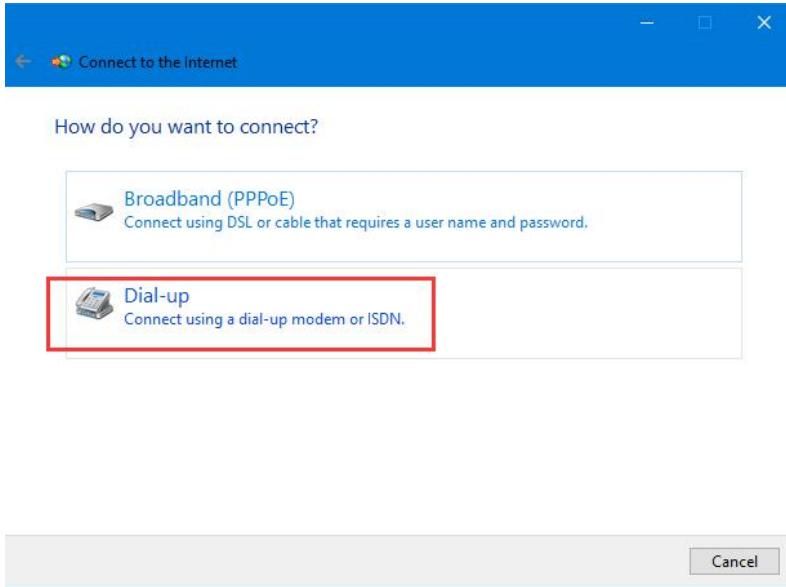 Connect to the Internet
How do you want to connect?
Broadband (PPPoE)
Connect using DSL or cable that requires a user name and password.
Dial-up
Connect using a dial-up modem or ISDN.
Cancel